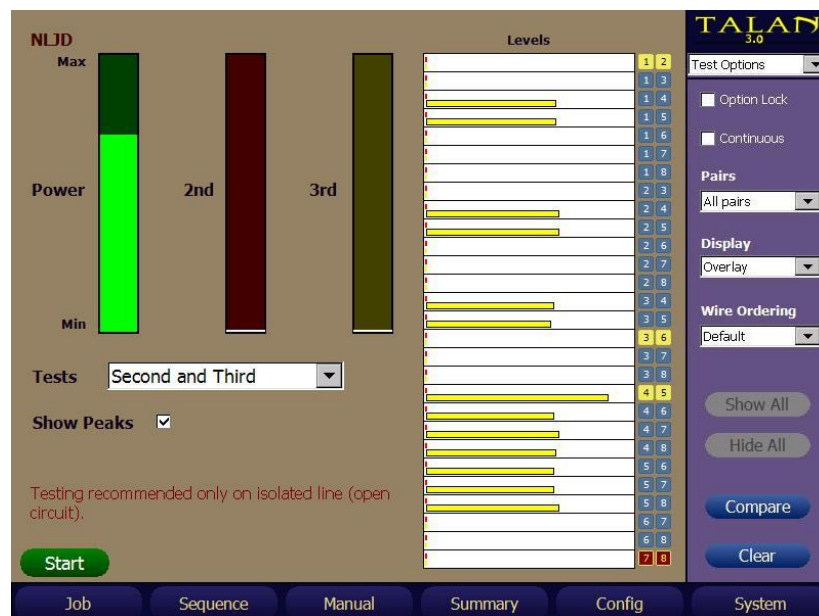 NLJD
Max
Power
Min
2nd
3rd
Tests
Second and Third
Show Peaks
Testing recommended only on isolated line (open
circuit).
Start
Levels
1 2
1 3
1 4
1 5
1 6
1 7
1 8
2 3
2 4
2 5
2 6
2 7
2 8
3 4
3 5
3 6
3 7
3 8
4 5
4 6
4 7
4 8
5 6
5 7
5 8
6 7
6 8
7 8
TALAN
3.0
Test Options
Option Lock
Continuous
Pairs
All pairs
Display
Overlay
Wire Ordering
Default
Show All
Hide All
Compare
Clear
Job Sequence Manual Summary Config System